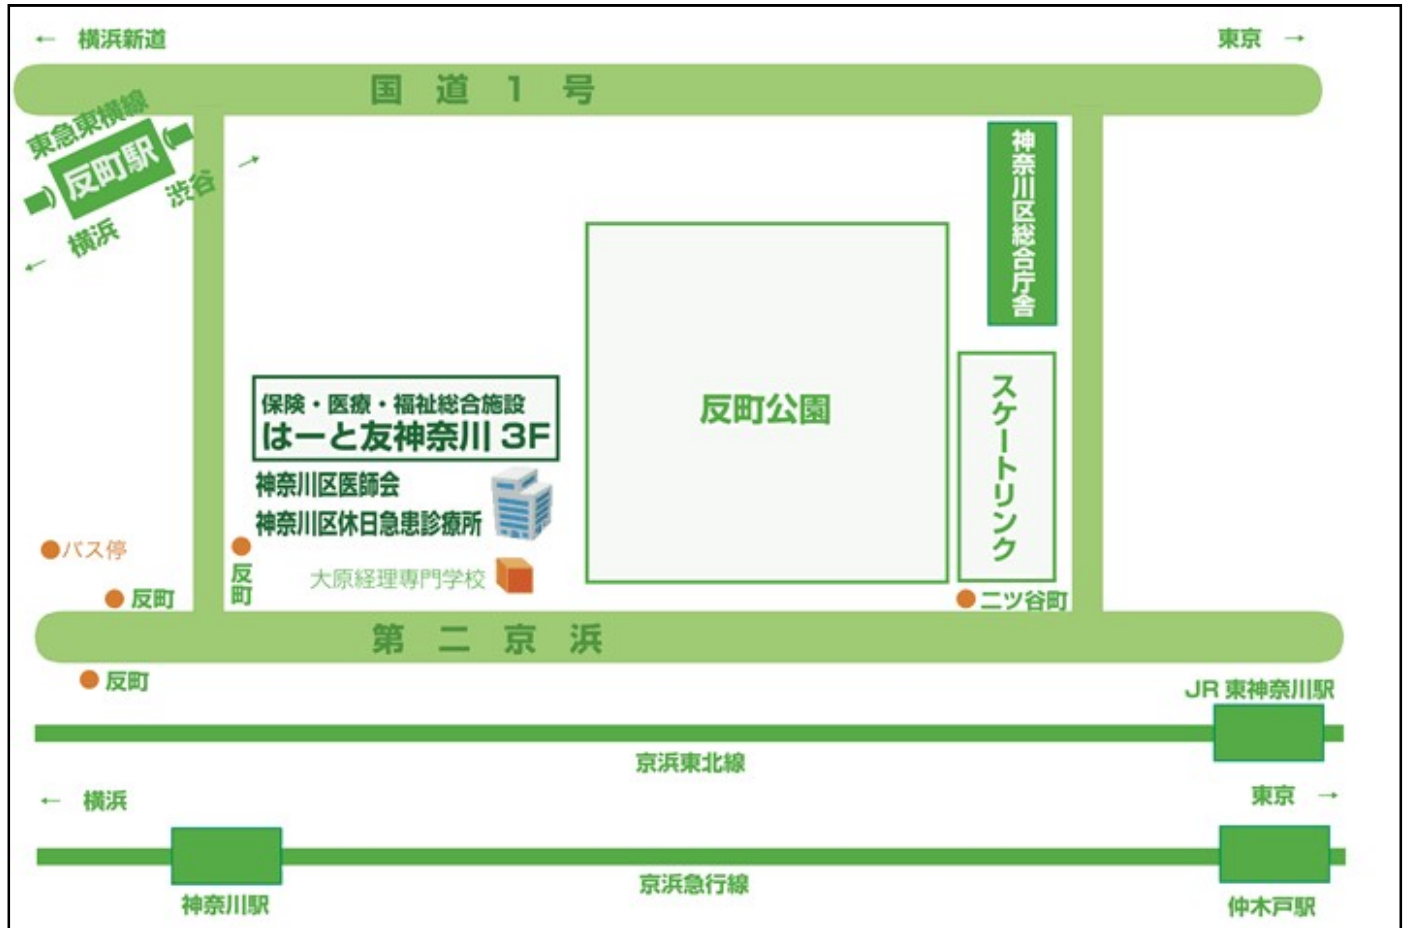 ← 横浜新道
東京 →
国道1号
東急東横線
反町駅
渋谷 →
← 横浜
神奈川区総合庁舎
反町公園
スケートリンク
保険・医療・福祉総合施設
はーと友神奈川 3F
神奈川区医師会
神奈川区休日急患診療所
大原経理専門学校
●バス停
●反町
●反町
●二ツ谷町
第二京浜
●反町
JR 東神奈川駅
京浜東北線
← 横浜
東京 →
京浜急行線
神奈川駅
仲木戸駅